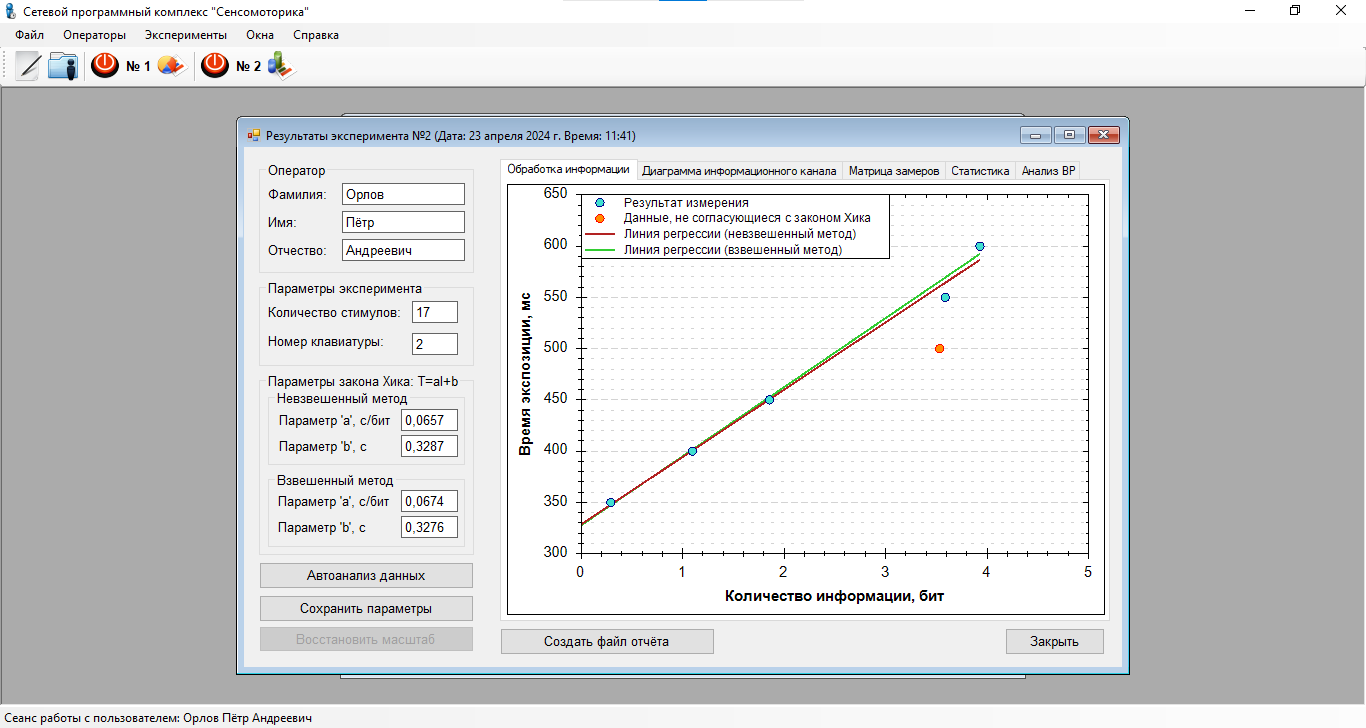 Сетевой программный комплекс "Сенсомоторика"
Файл Операторы Эксперименты Окна Справка
№ 1 № 2
Результаты эксперимента №2 (Дата: 23 апреля 2024 г. Время: 11:41)
Оператор
Фамилия: Орлов
Имя: Пётр
Отчество: Андреевич
Параметры эксперимента
Количество стимулов: 17
Номер клавиатуры: 2
Параметры закона Хика: T=aI+b
Невзвешенный метод
Параметр 'a', с/бит 0,0657
Параметр 'b', с 0,3287
Взвешенный метод
Параметр 'a', с/бит 0,0674
Параметр 'b', с 0,3276
Автоанализ данных
Сохранить параметры
Восстановить масштаб
Обработка информации Диаграмма информационного канала Матрица замеров Статистика Анализ ВР
Результат измерения
Данные, не согласующиеся с законом Хика
Линия регрессии (невзвешенный метод)
Линия регрессии (взвешенный метод)
Время экспозиции, мс
650
600
550
500
450
400
350
300
0 1 2 3 4 5
Количество информации, бит
Создать файл отчёта Закрыть
Сеанс работы с пользователем: Орлов Пётр Андреевич